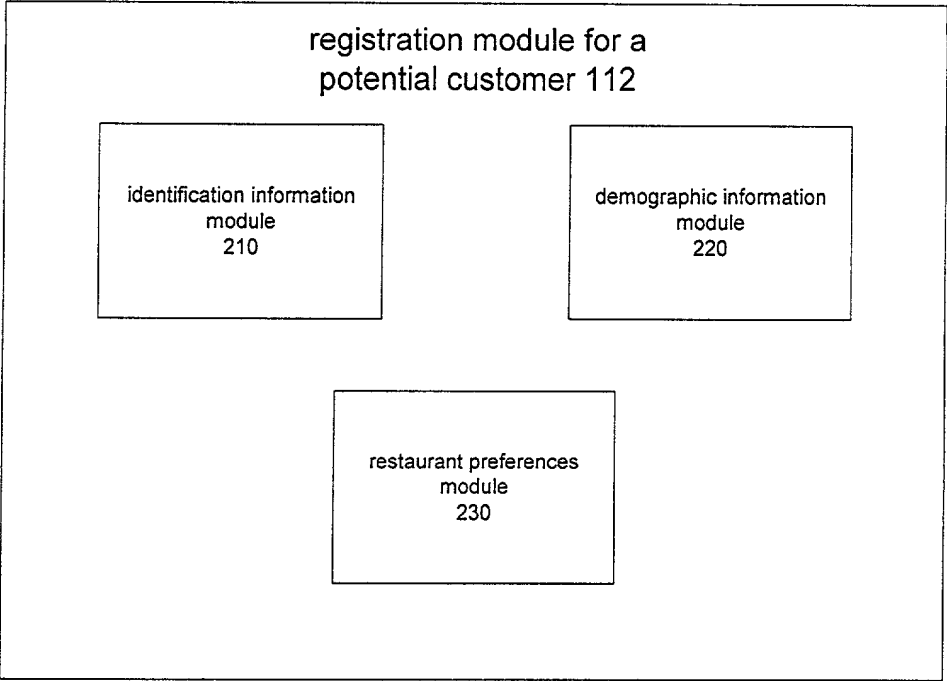 registration module for a
potential customer 112
identification information
module
210
demographic information
module
220
restaurant preferences
module
230